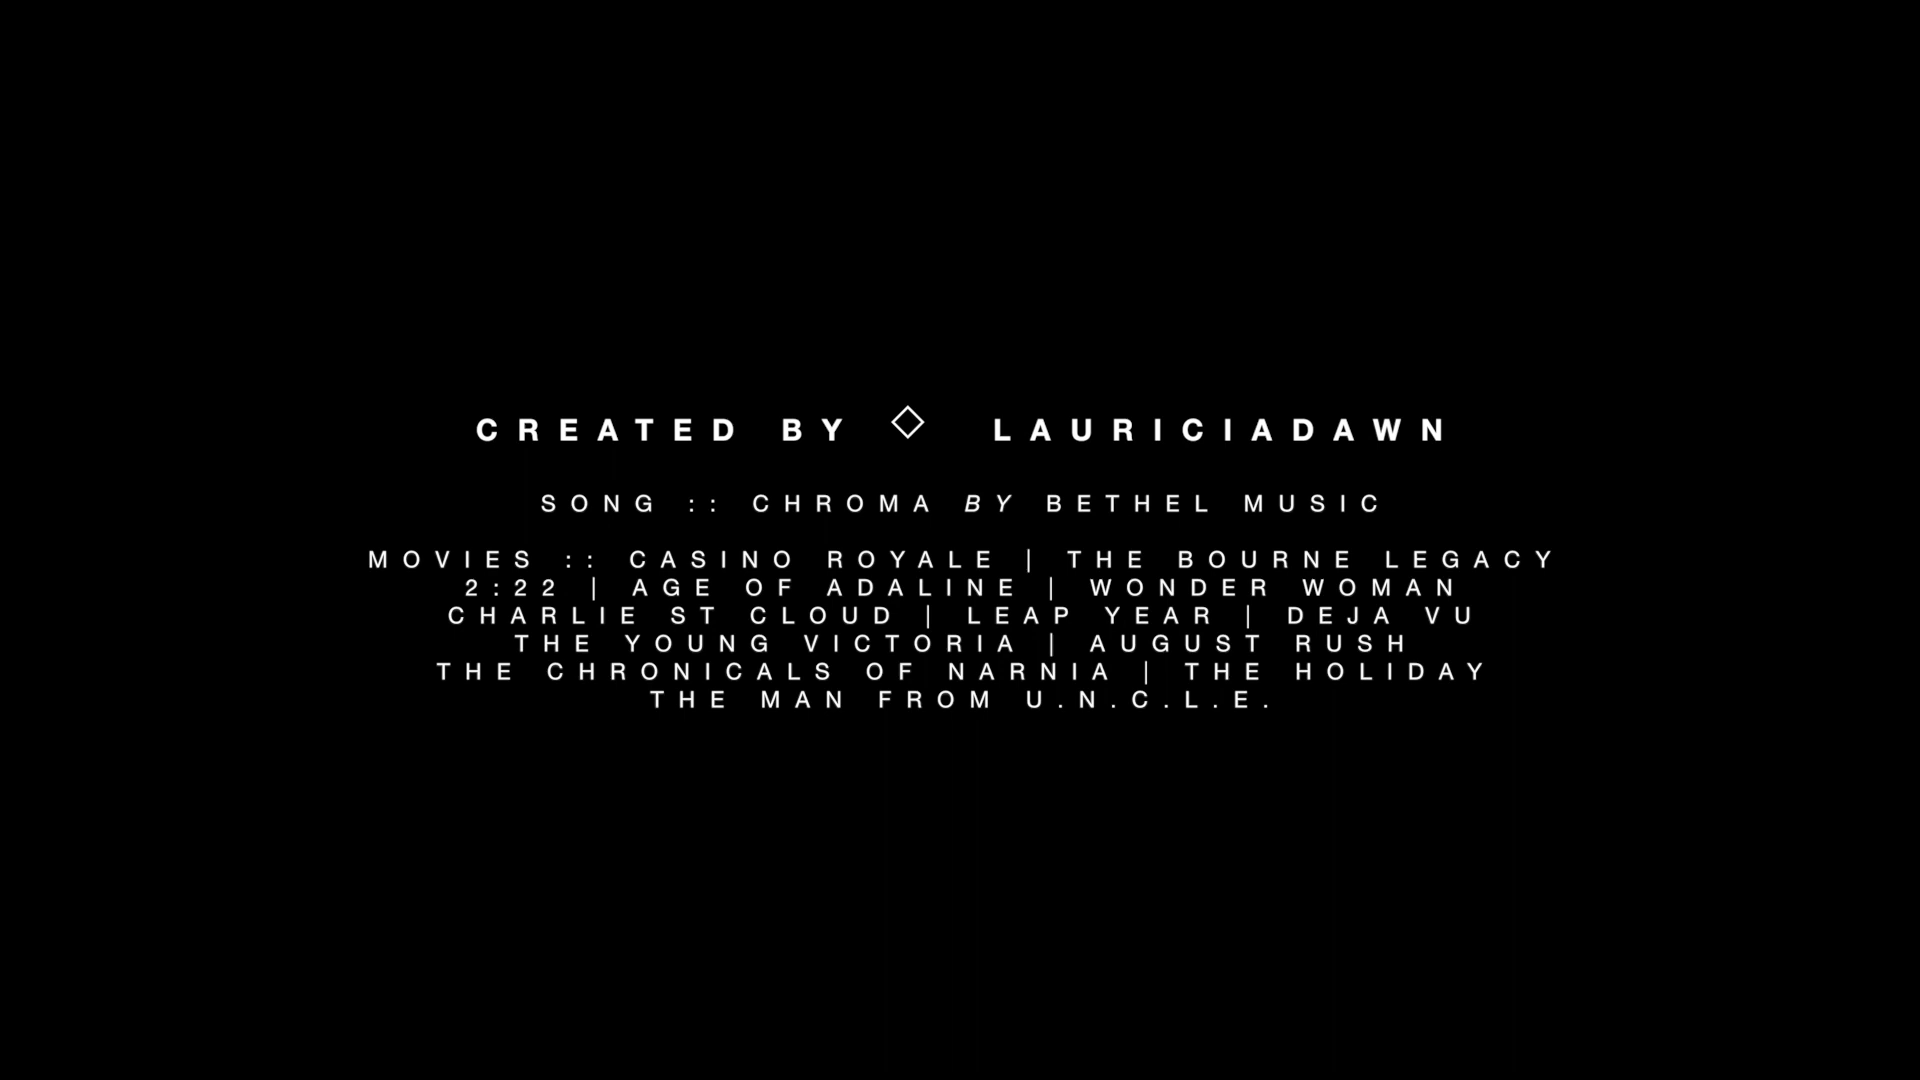 CREATED BY ◇ LAURICIADAWN
SONG :: CHROMA BY BETHEL MUSIC
MOVIES :: CASINO ROYALE | THE BOURNE LEGACY
2:22 | AGE OF ADALINE | WONDER WOMAN
CHARLIE ST CLOUD | LEAP YEAR | DEJA VU
THE YOUNG VICTORIA | AUGUST RUSH
THE CHRONICALS OF NARNIA | THE HOLIDAY
THE MAN FROM U.N.C.L.E.